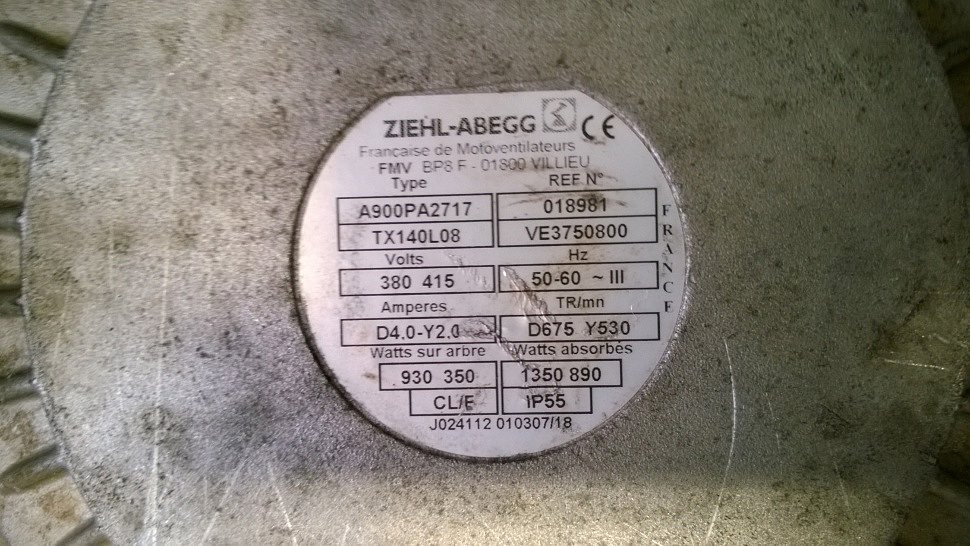 ZIEHL-ABEGG CE
Française de Motoventilateurs
FMV BP8 F - 01800 VILLIEU
Type REF N°
A900PA2717 018981
TX140L08 VE3750800
Volts Hz
380 415 50-60 ~ III
Amperes TR/mn
D4.0-Y2.0 D675 Y530
Watts sur arbre Watts absorbés
930 350 1350 890
CL/F IP55
J024112 010307/18
FRANCE